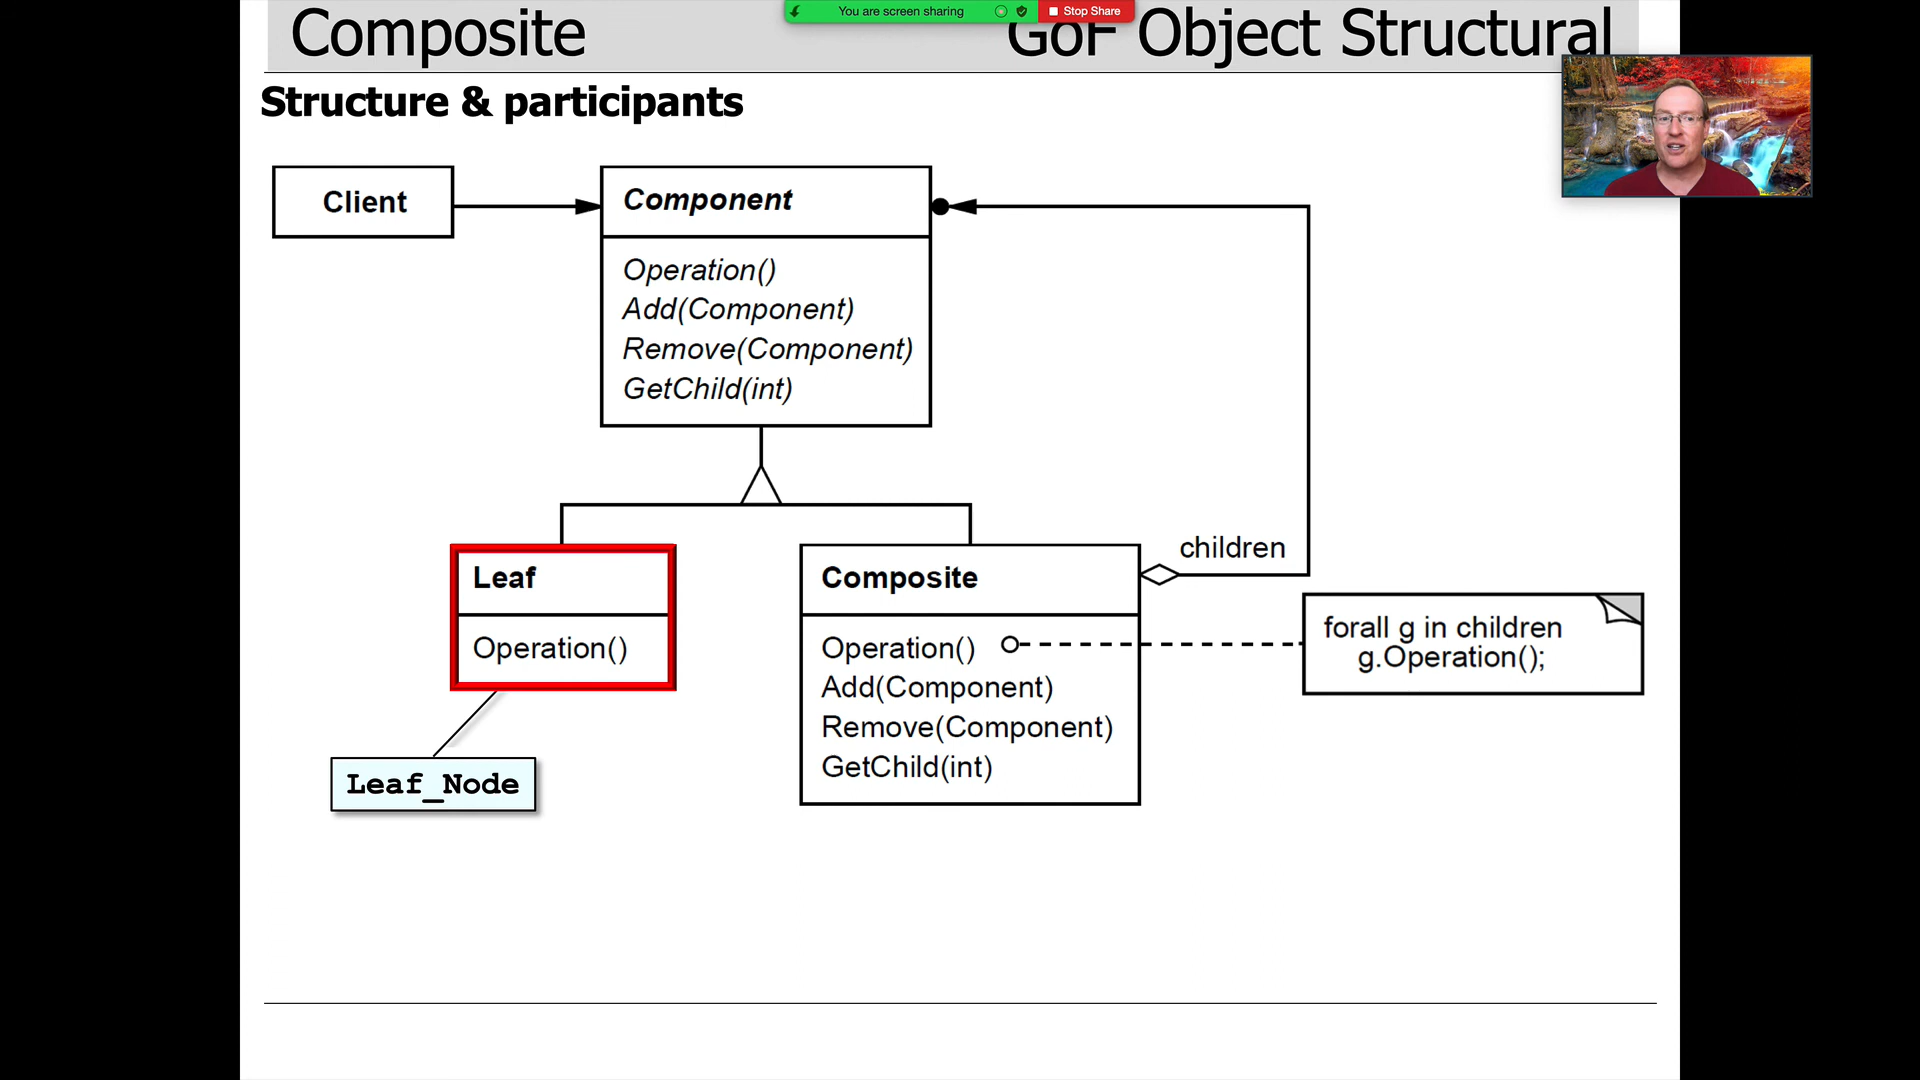 You are screen sharing
Stop Share
Composite
GoF Object Structural
Structure & participants
Client
Component
Operation()
Add(Component)
Remove(Component)
GetChild(int)
Leaf
Operation()
Leaf_Node
Composite
Operation()
Add(Component)
Remove(Component)
GetChild(int)
children
forall g in children
g.Operation();